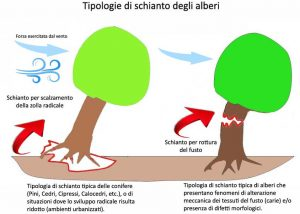 Tipologie di schianto degli alberi
Forza esercitata dal vento
Schianto per scalzamento
della zolla radicale
Schianto per rottura
del fusto
Tipologia di schianto tipica delle conifere
(Pini, Cedri, Cipressi, Calocedri, etc.), o di
situazioni dove lo sviluppo radicale risulta
ridotto (ambienti urbanizzati).
Tipologia di schianto tipica di alberi che
presentano fenomeni di alterazione
meccanica dei tessuti del fusto (carie) e/o
presenza di difetti morfologici.